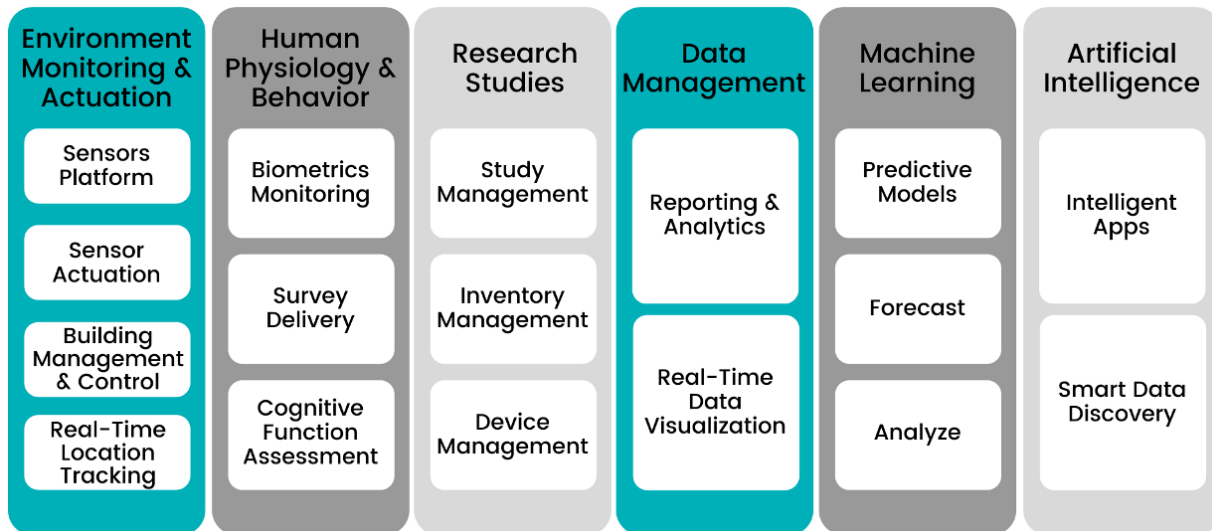 Environment
Monitoring &
Actuation
Sensors
Platform
Sensor
Actuation
Building
Management
& Control
Real-Time
Location
Tracking
Human
Physiology &
Behavior
Biometrics
Monitoring
Survey
Delivery
Cognitive
Function
Assessment
Research
Studies
Study
Management
Inventory
Management
Device
Management
Data
Management
Reporting &
Analytics
Real-Time
Data
Visualization
Machine
Learning
Predictive
Models
Forecast
Analyze
Artificial
Intelligence
Intelligent
Apps
Smart Data
Discovery